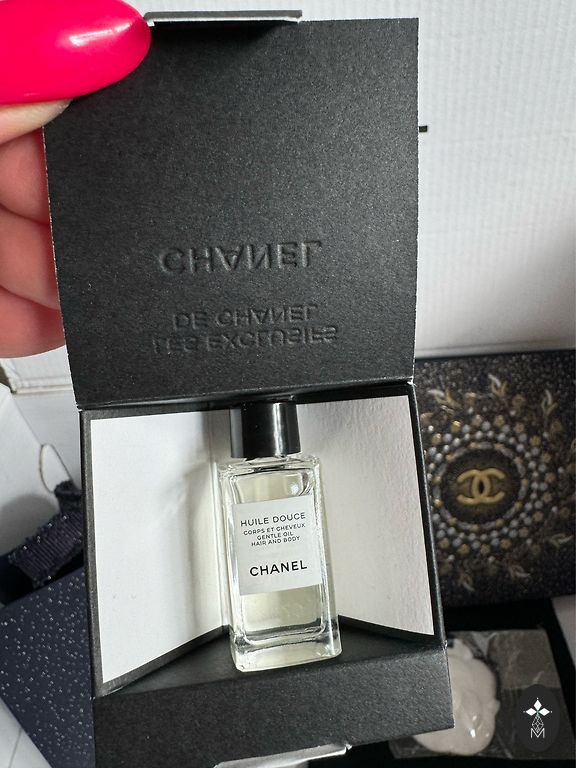 CHANEL
DE CHANEL
LES EXCLUSIFS
HUILE DOUCE
CORPS ET CHEVEUX
GENTLE OIL
HAIR AND BODY
CHANEL